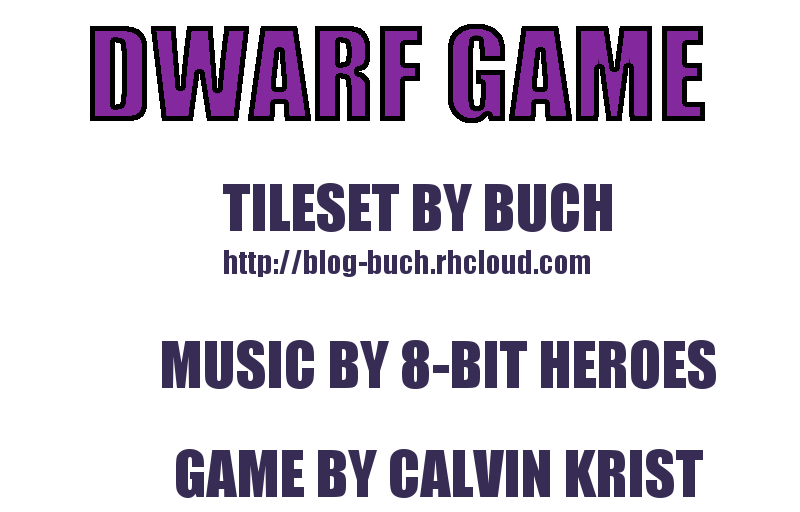 DWARF GAME
TILESET BY BUCH
http://blog-buch.rhcloud.com
MUSIC BY 8-BIT HEROES
GAME BY CALVIN KRIST